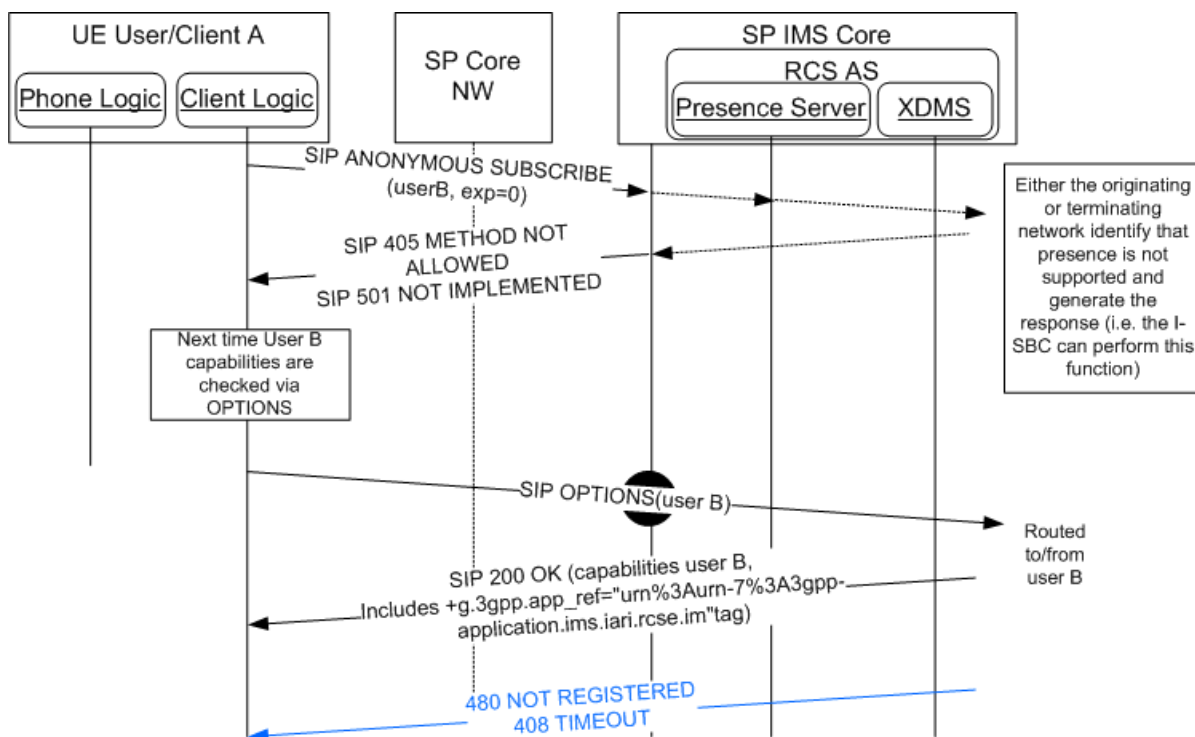 UE User/Client A
Phone Logic
Client Logic
SP Core
NW
SP IMS Core
RCS AS
Presence Server
XDMS
SIP ANONYMOUS SUBSCRIBE
(userB, exp=0)
SIP 405 METHOD NOT
ALLOWED
SIP 501 NOT IMPLEMENTED
Either the originating
or terminating
network identify that
presence is not
supported and
generate the
response (i.e. the I-
SBC can perform this
function)
Next time User B
capabilities are
checked via
OPTIONS
SIP OPTIONS(user B)
Routed
to/from
user B
SIP 200 OK (capabilities user B,
Includes +g.3gpp.app_ref="urn%3Aurn-7%3A3gpp-
application.ims.iari.rcse.im"tag)
480 NOT REGISTERED
408 TIMEOUT